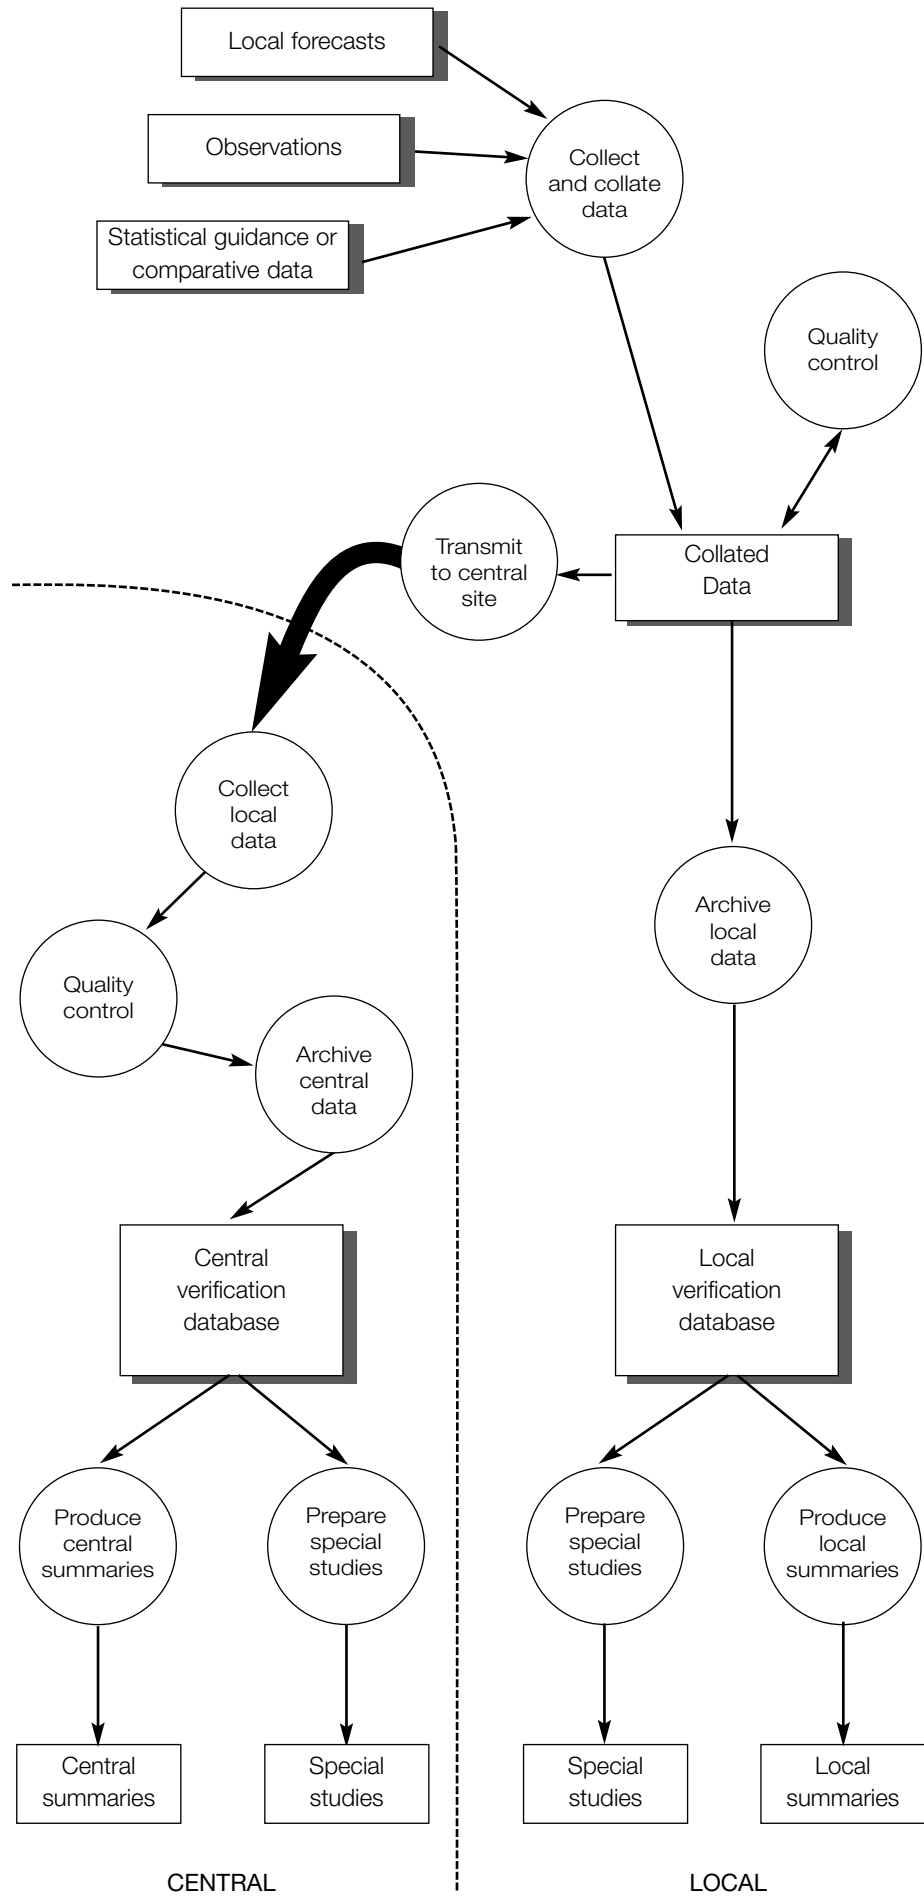 Local forecasts
Observations
Statistical guidance or
comparative data
Collect
and collate
data
Quality
control
Collated
Data
Transmit
to central
site
Collect
local
data
Quality
control
Archive
central
data
Archive
local
data
Central
verification
database
Local
verification
database
Produce
central
summaries
Prepare
special
studies
Prepare
special
studies
Produce
local
summaries
Central
summaries
Special
studies
Special
studies
Local
summaries
CENTRAL
LOCAL